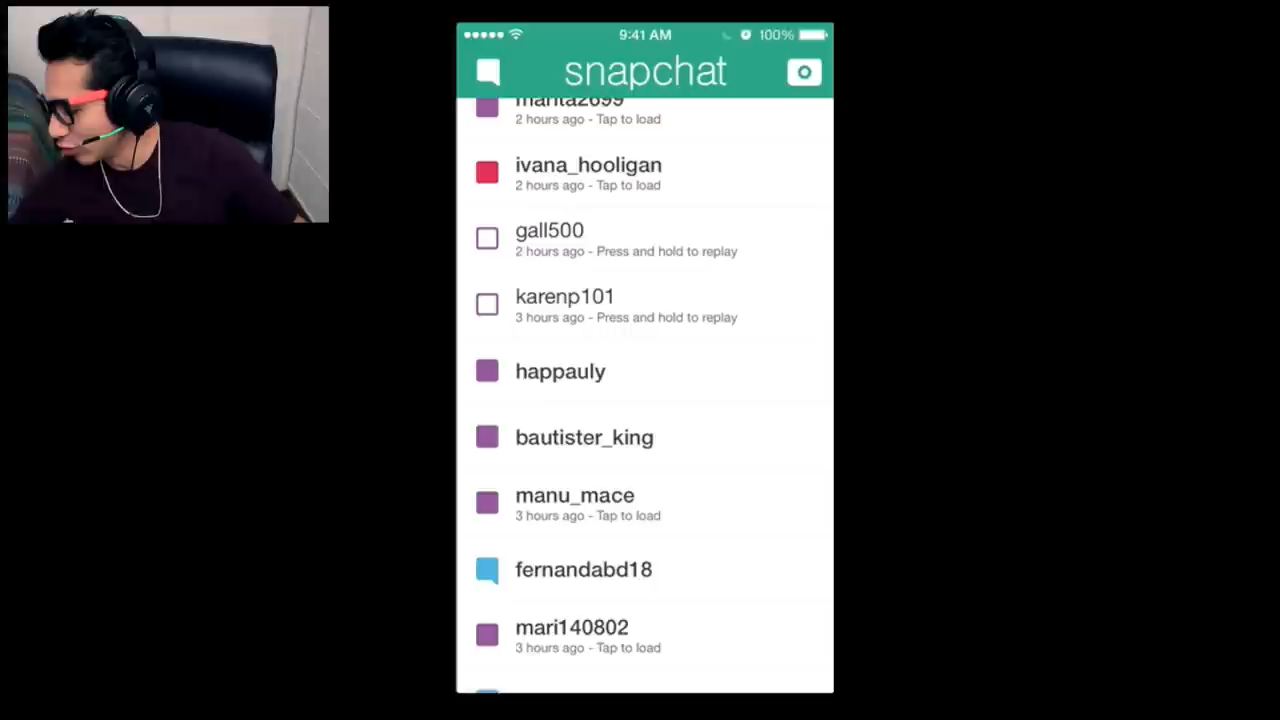 9:41 AM
100%
snapchat
marita2699
2 hours ago - Tap to load
ivana_hooligan
2 hours ago - Tap to load
gall500
2 hours ago - Press and hold to replay
karenp101
3 hours ago - Press and hold to replay
happauly
bautister_king
manu_mace
3 hours ago - Tap to load
fernandabd18
mari140802
3 hours ago - Tap to load